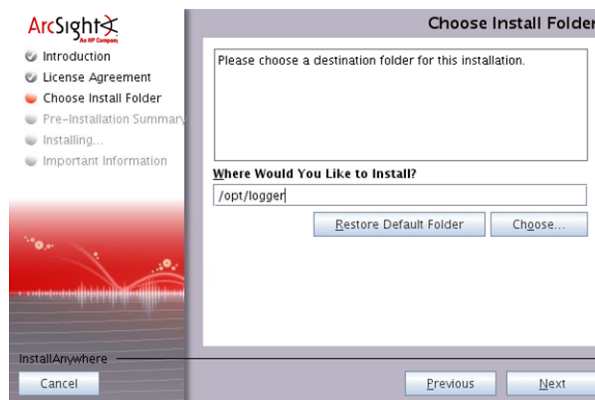 ArcSight
An HP Company
Choose Install Folder
Introduction
License Agreement
Choose Install Folder
Pre-Installation Summary
Installing...
Important Information
Please choose a destination folder for this installation.
Where Would You Like to Install?
/opt/logger
Restore Default Folder
Choose...
InstallAnywhere
Cancel
Previous
Next